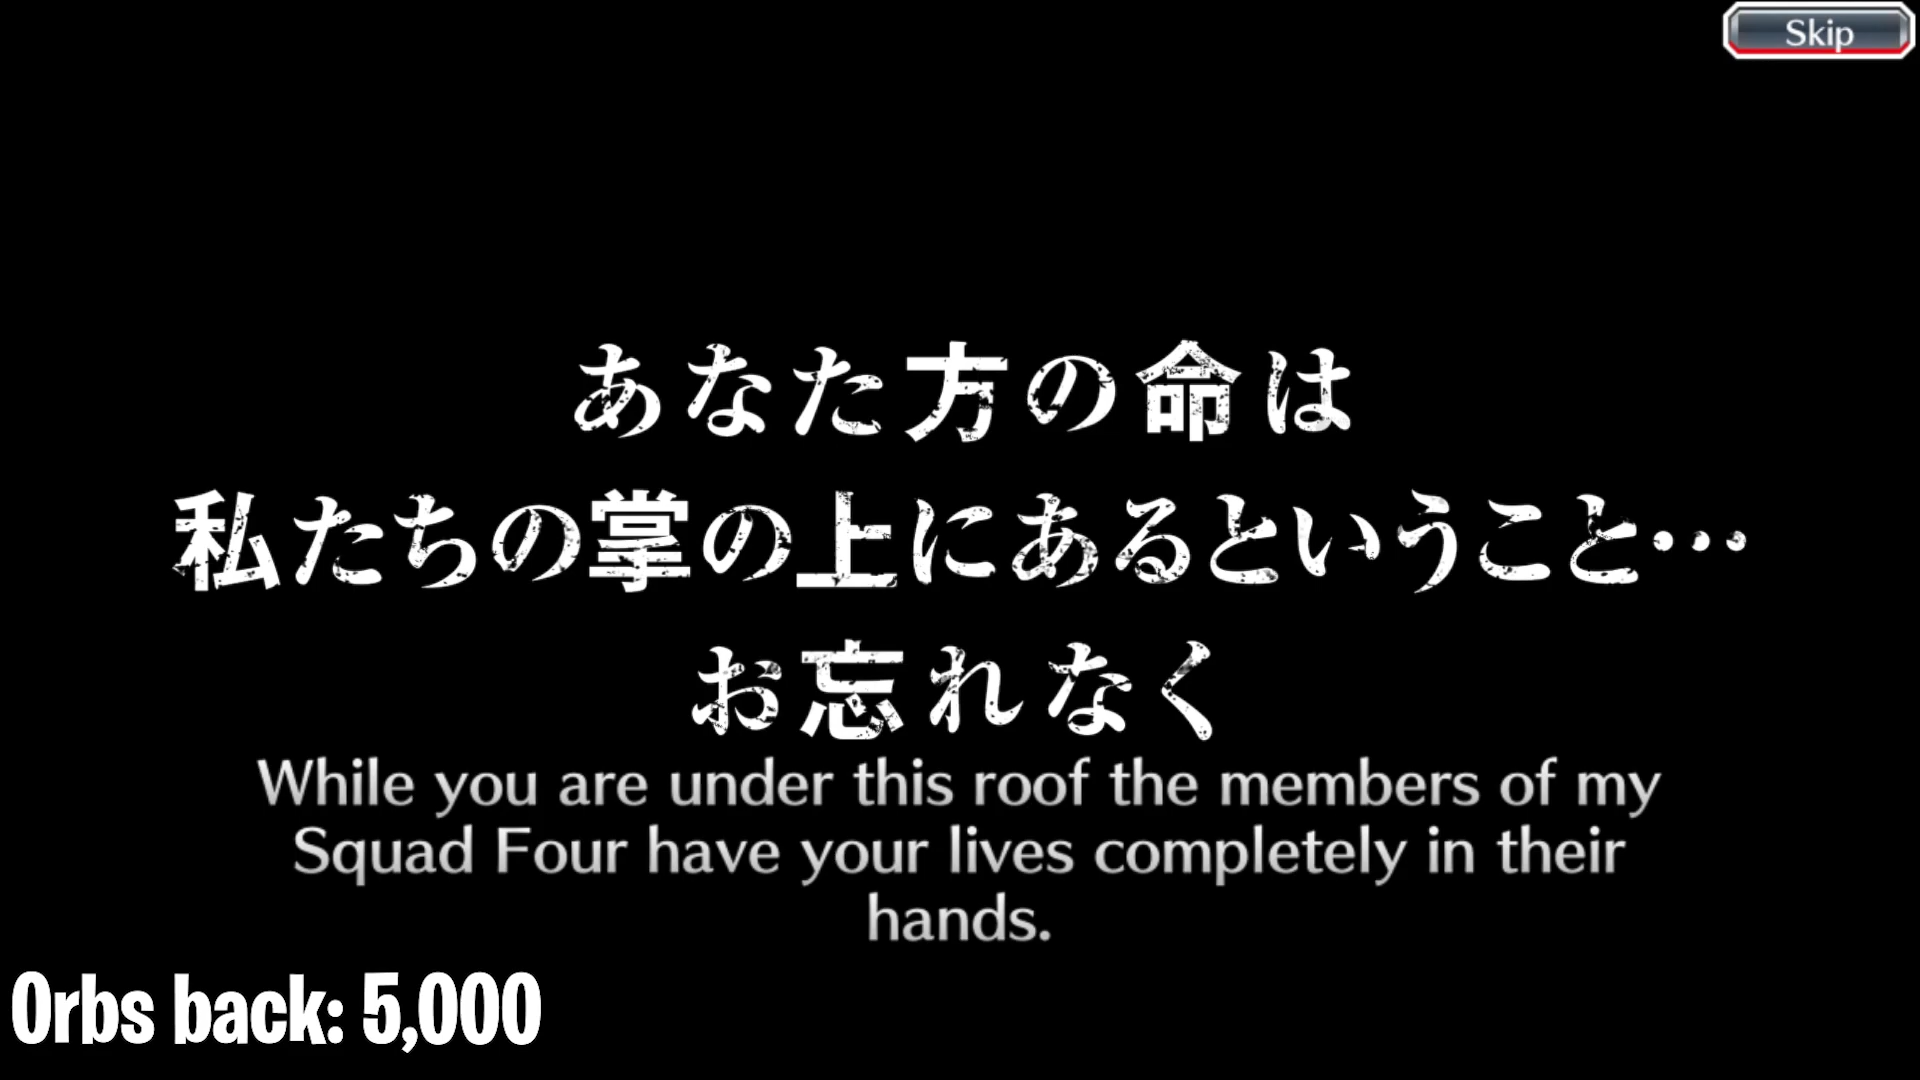 Skip
あなた方の命は
私たちの掌の上にあるということ…
お忘れなく
While you are under this roof the members of my
Squad Four have your lives completely in their
hands.
Orbs back: 5,000